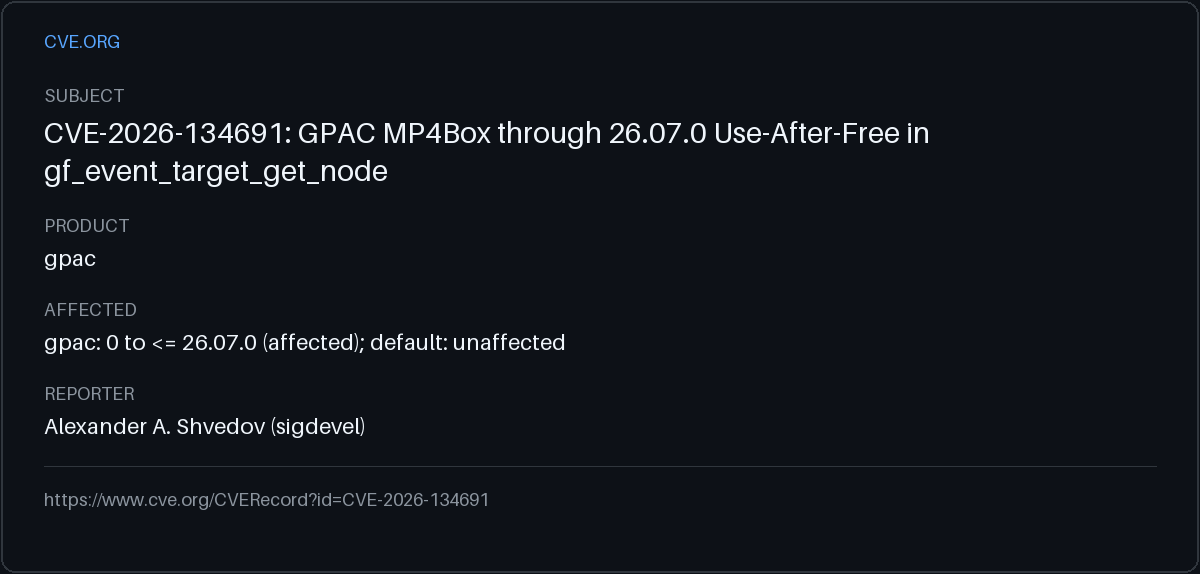 CVE.ORG
SUBJECT
CVE-2026-134691: GPAC MP4Box through 26.07.0 Use-After-Free in
gf_event_target_get_node
PRODUCT
gpac
AFFECTED
gpac: 0 to <= 26.07.0 (affected); default: unaffected
REPORTER
Alexander A. Shvedov (sigdevel)
https://www.cve.org/CVERecord?id=CVE-2026-134691